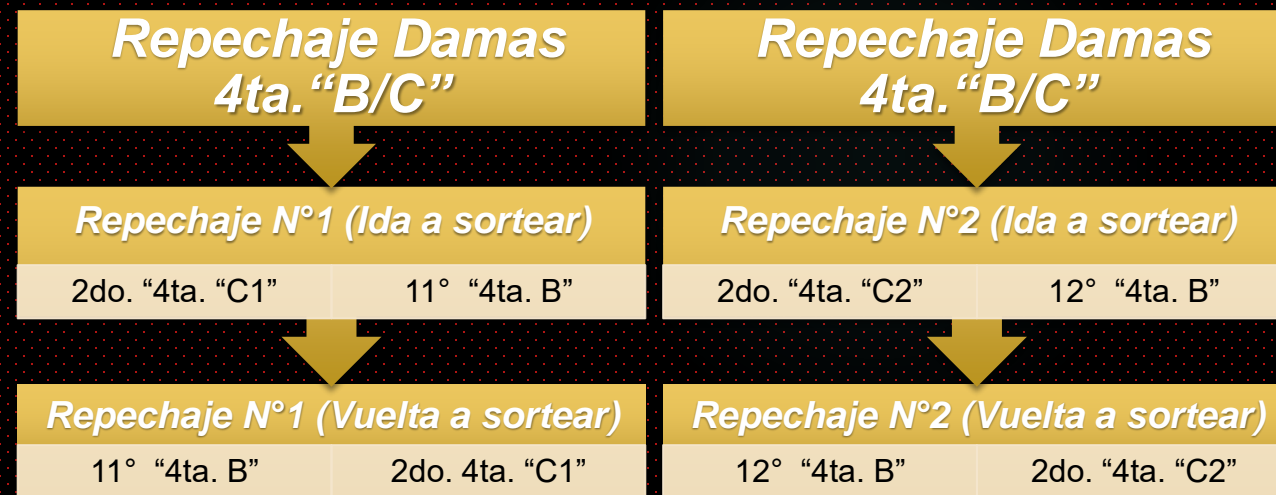 Repechaje Damas
4ta.“B/C”
Repechaje N°1 (Ida a sortear)
2do. “4ta. “C1” 11° “4ta. B”
Repechaje N°1 (Vuelta a sortear)
11° “4ta. B” 2do. 4ta. “C1”
Repechaje Damas
4ta.“B/C”
Repechaje N°2 (Ida a sortear)
2do. “4ta. “C2” 12° “4ta. B”
Repechaje N°2 (Vuelta a sortear)
12° “4ta. B” 2do. “4ta. “C2”